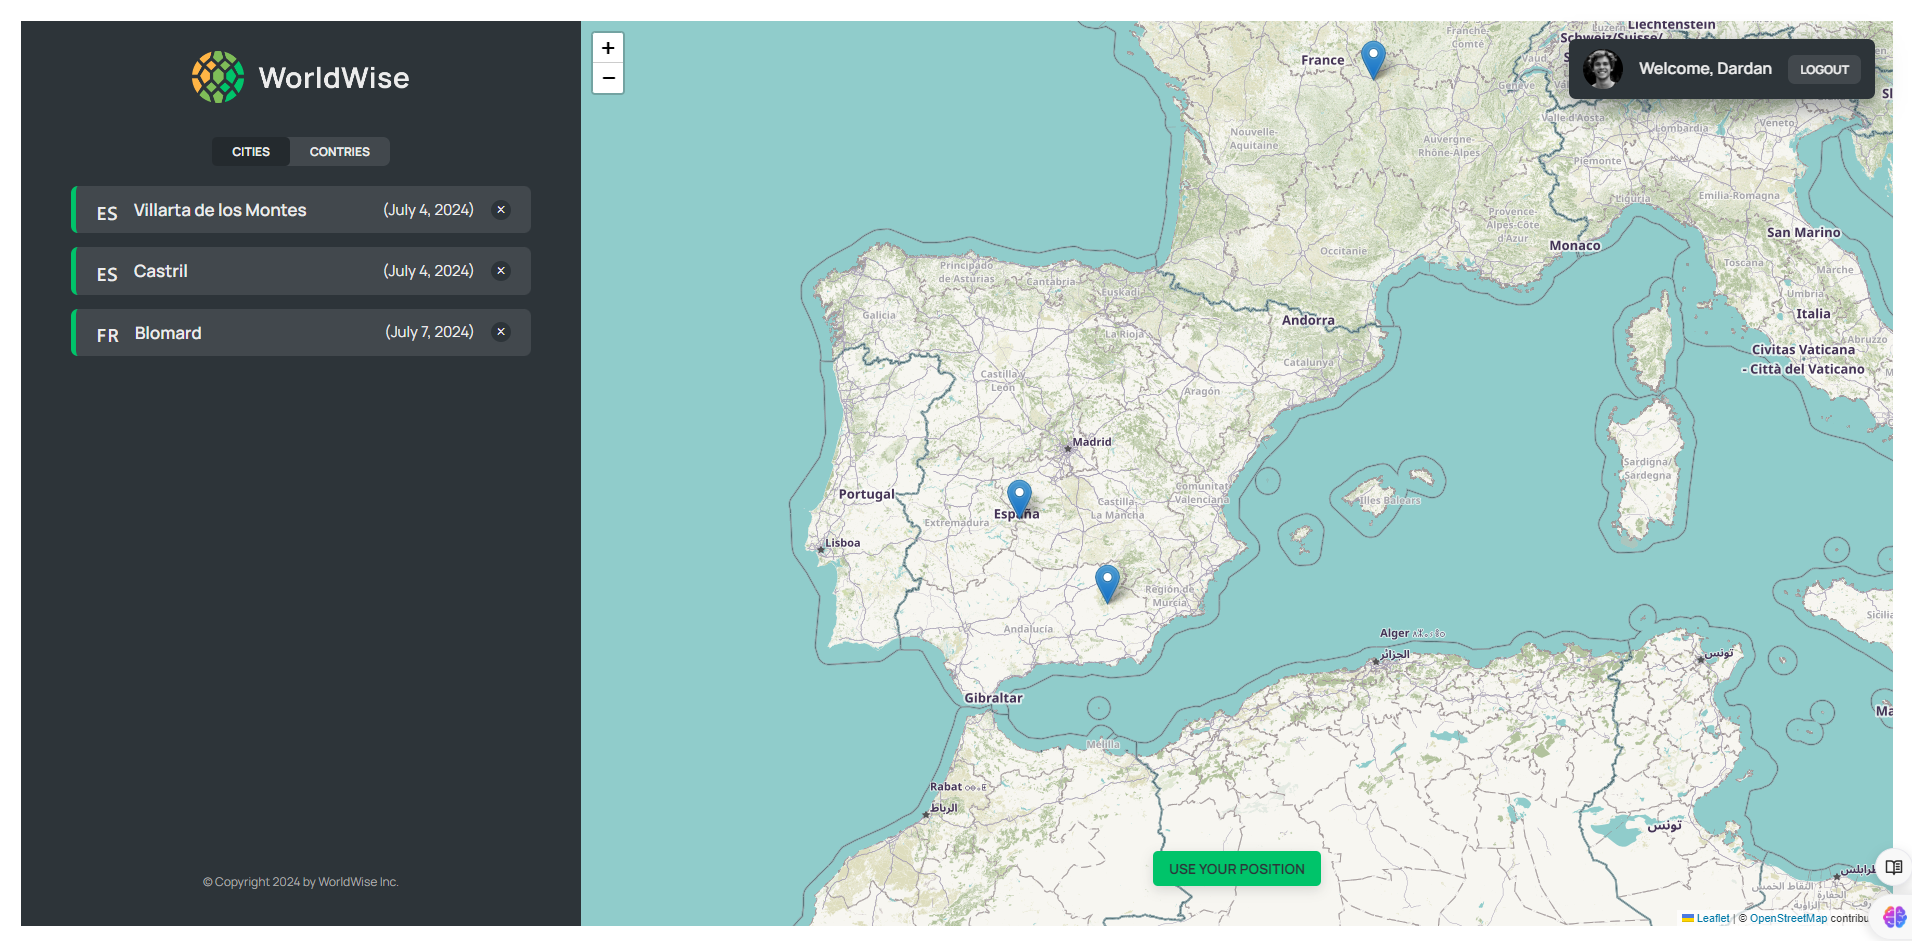 WorldWise
CITIES
CONTRIES
ES Villarta de los Montes (July 4, 2024) ×
ES Castril (July 4, 2024) ×
FR Blomard (July 7, 2024) ×
© Copyright 2024 by WorldWise Inc.
+
−
Welcome, Dardan
LOGOUT
Liechtenstein
Schweiz/Suisse/
France
Franche-
Comté
Genève
Vaud
Valle d'Aosta
Lombardia
Veneto
Nouvelle-
Aquitaine
Auvergne-
Rhône-Alpes
Piemonte
Emilia-Romagna
Liguria
Provence-
Alpes-Côte
d'Azur
San Marino
Monaco
Occitanie
Toscana
Marche
Umbria
Italia
Principado
de Asturias
Cantabria
Euskadi
Galicia
Andorra
La Rioja
Abruzzo
Civitas Vaticana
- Città del Vaticano
Catalunya
Castilla y
León
Aragón
Madrid
Sardigna/
Sardegna
Portugal
Comunitat
Valenciana
Illes Balears
Castilla-
La Mancha
España
Extremadura
Lisboa
Región de
Murcia
Sicilia
Andalucía
Alger
الجزائر
تونس
Gibraltar
Melilla
Rabat
الرباط
تونس
طرابلس
النقاط الخمس
الجفارة
الزاوية
USE YOUR POSITION
Leaflet | © OpenStreetMap contribu